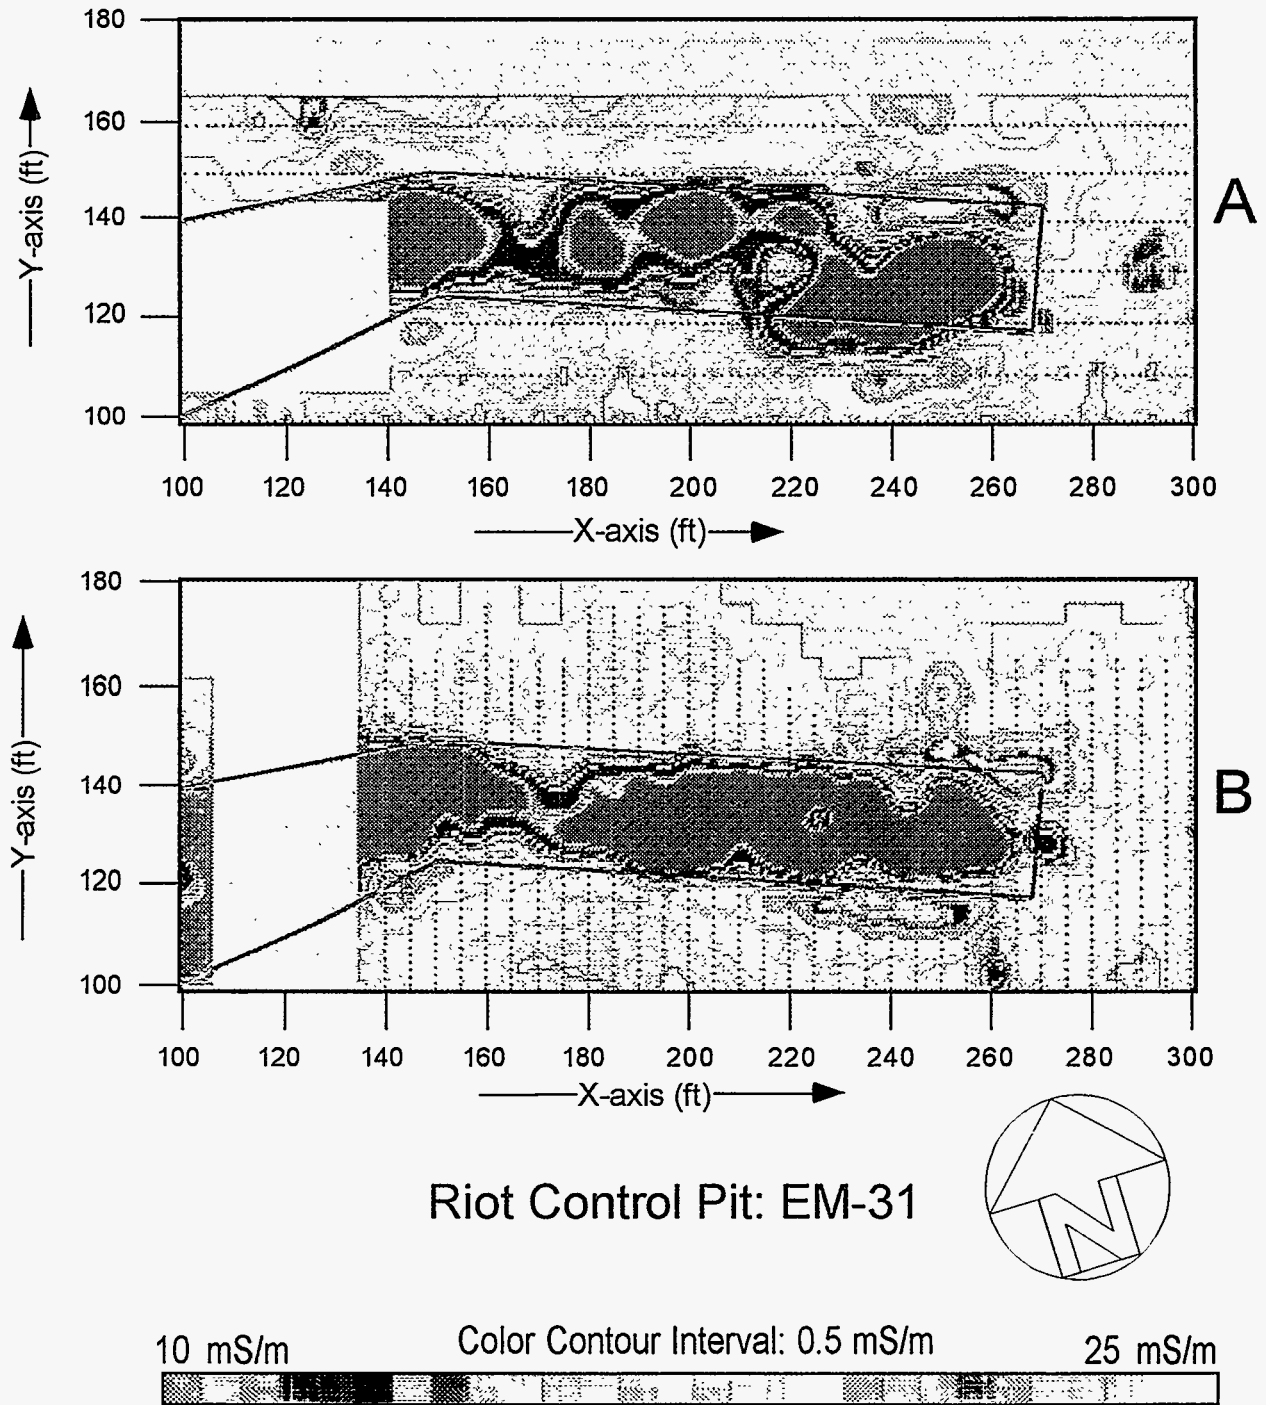 180
160
140
120
100
Y-axis (ft)
A
100 120 140 160 180 200 220 240 260 280 300
X-axis (ft)
180
160
140
120
100
Y-axis (ft)
B
100 120 140 160 180 200 220 240 260 280 300
X-axis (ft)
Riot Control Pit: EM-31
N
10 mS/m Color Contour Interval: 0.5 mS/m 25 mS/m